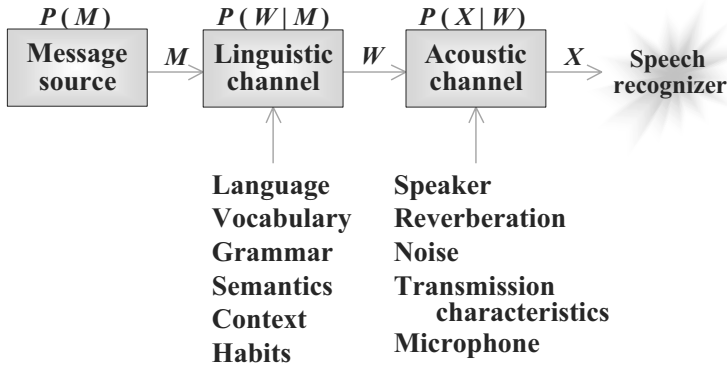 P(M)
P(W|M)
P(X|W)
Message
source
M
Linguistic
channel
W
Acoustic
channel
X
Speech
recognizer
Language
Vocabulary
Grammar
Semantics
Context
Habits
Speaker
Reverberation
Noise
Transmission
characteristics
Microphone